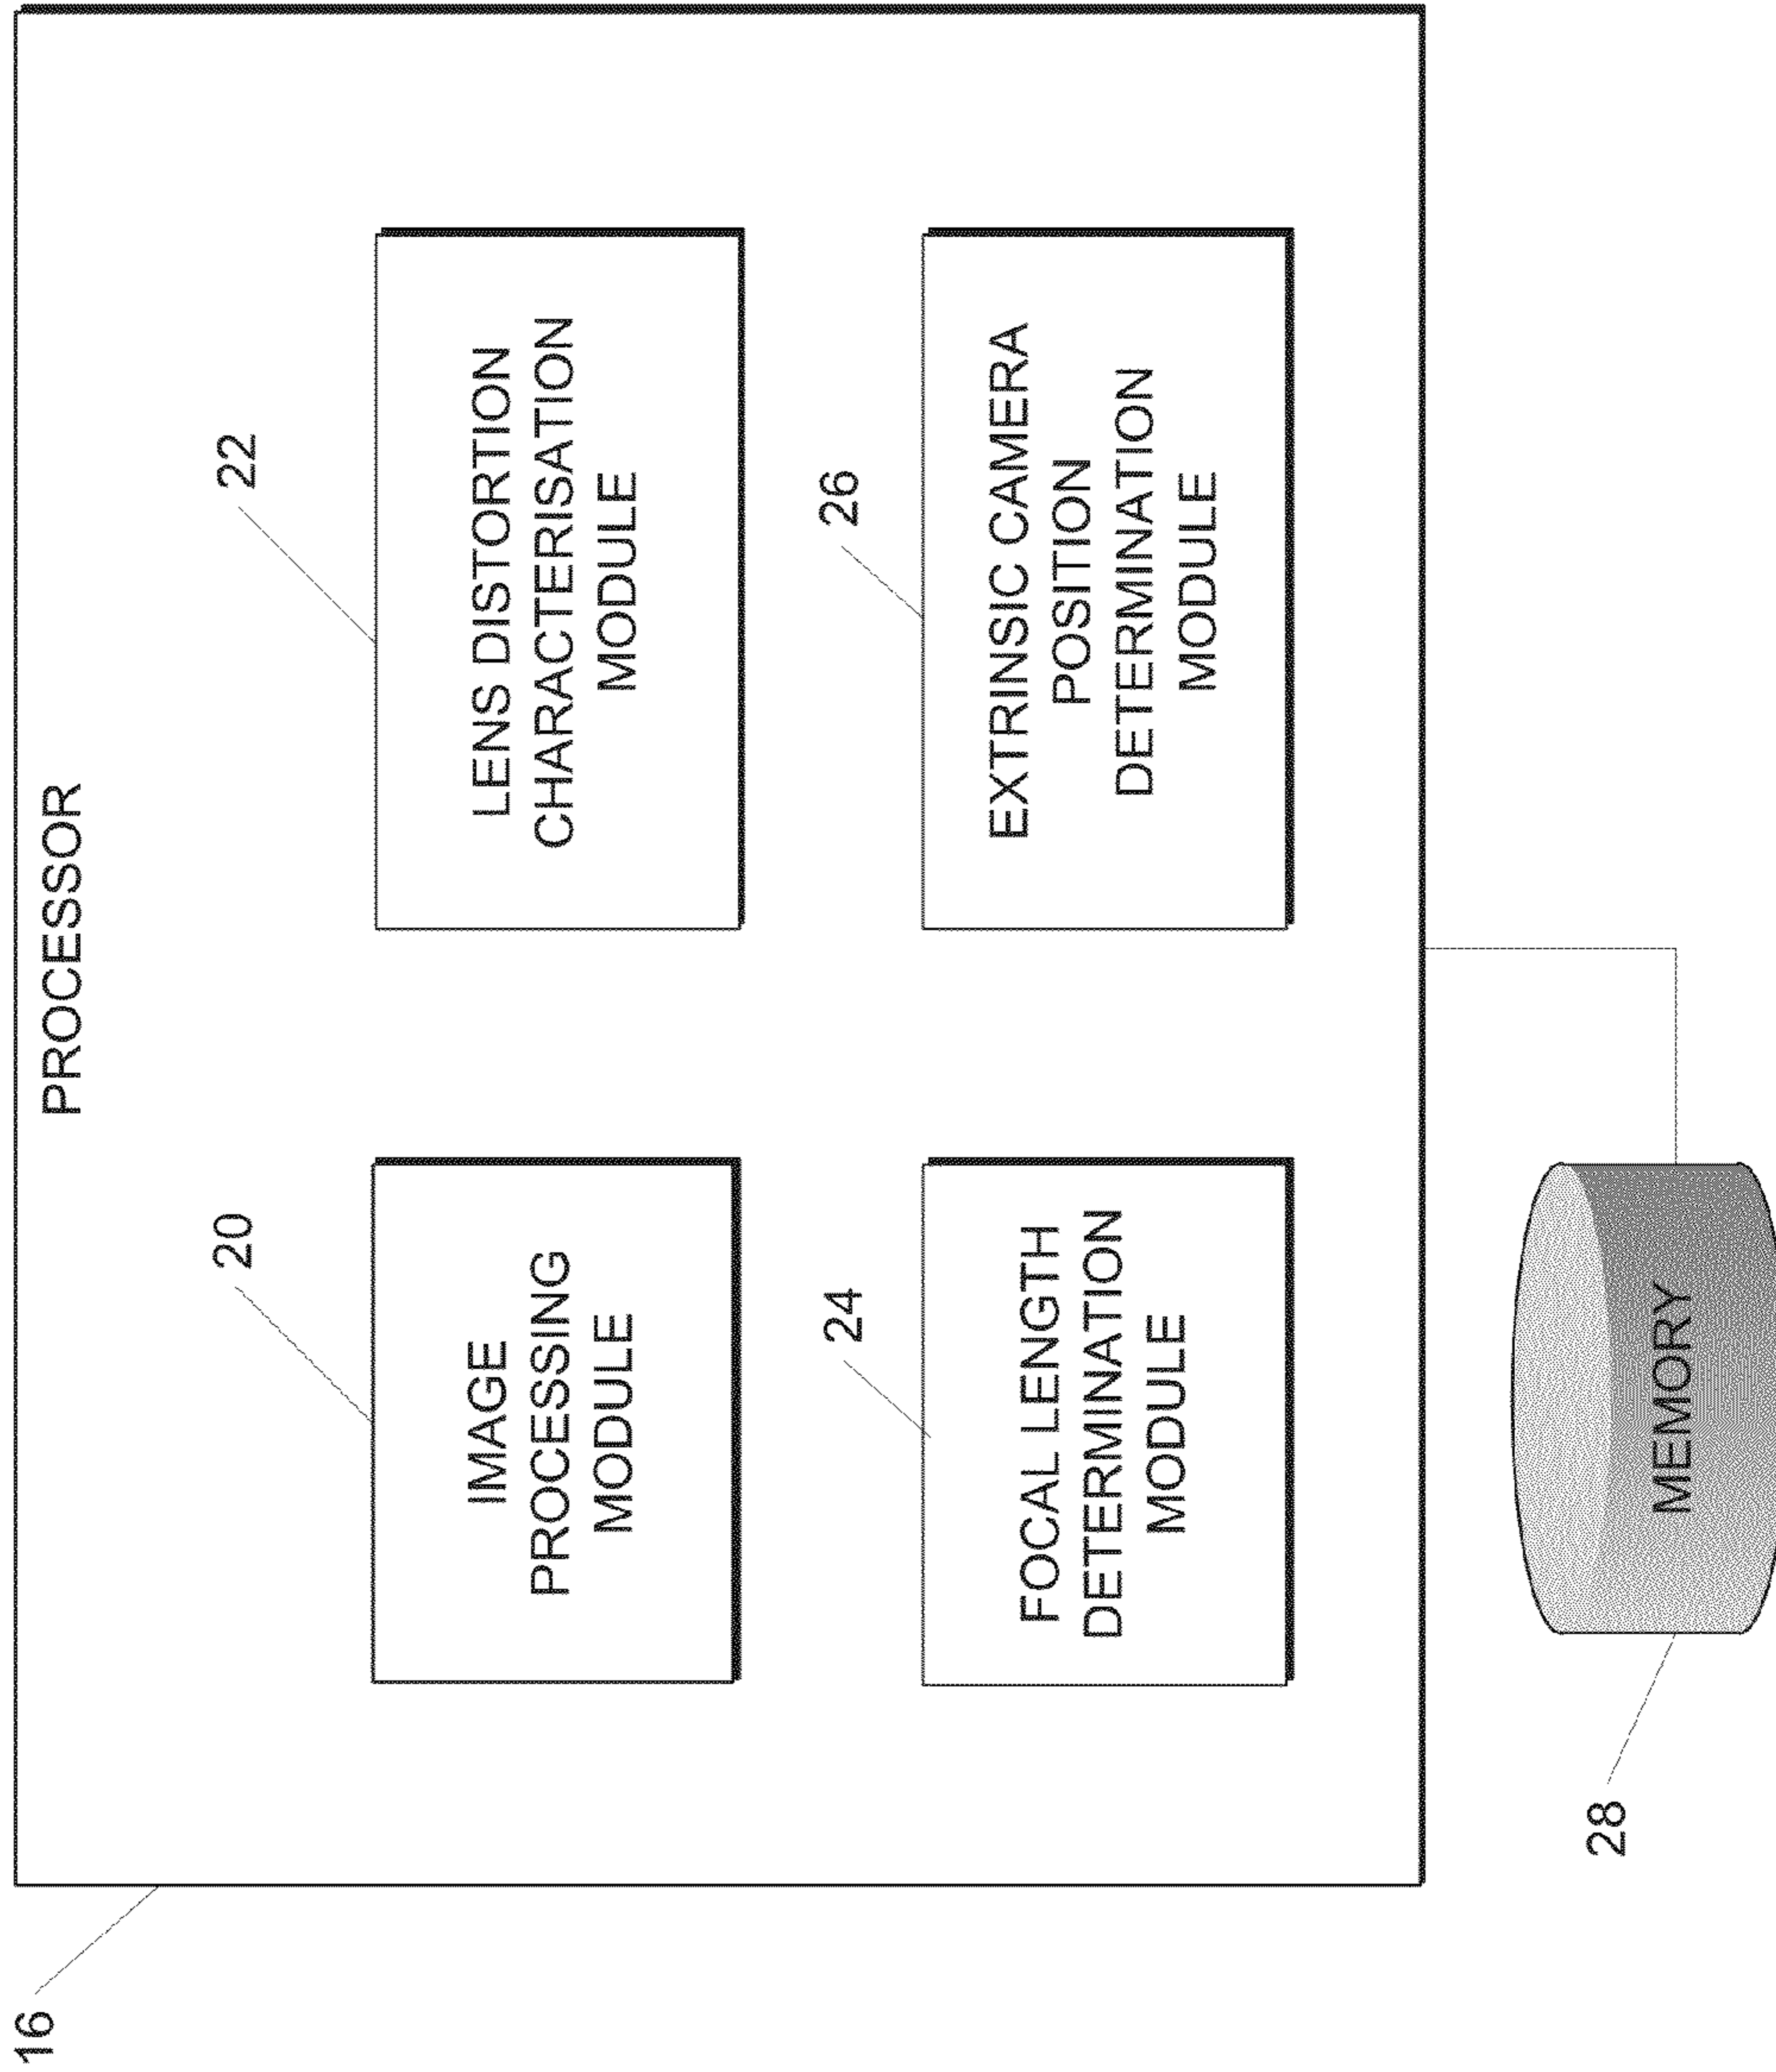 PROCESSOR
16
20
IMAGE
PROCESSING
MODULE
22
LENS DISTORTION
CHARACTERISATION
MODULE
24
FOCAL LENGTH
DETERMINATION
MODULE
26
EXTRINSIC CAMERA
POSITION
DETERMINATION
MODULE
28
MEMORY